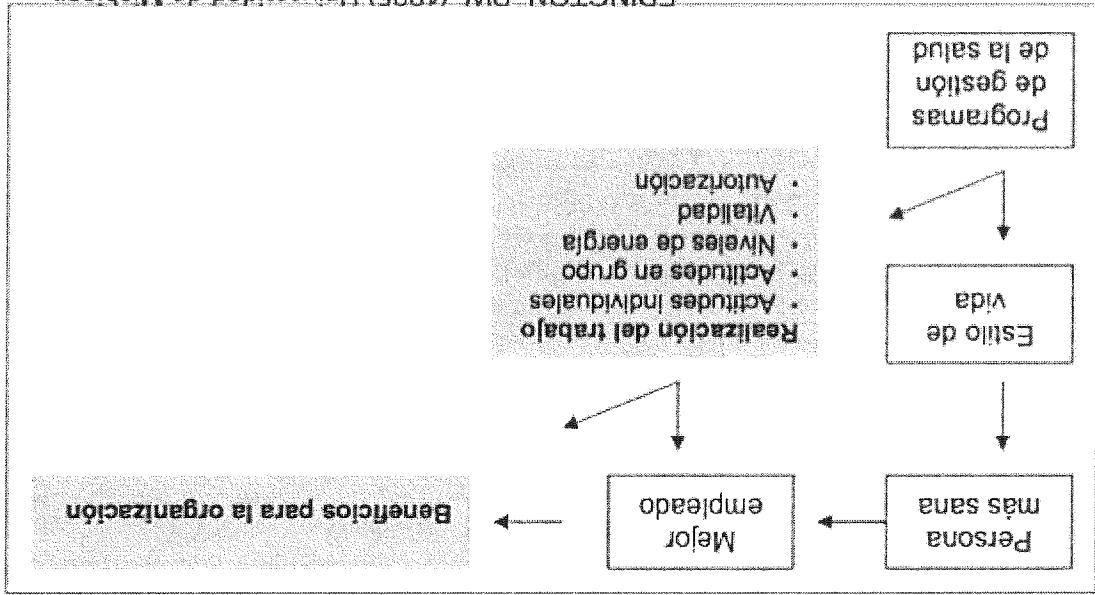 Programas
de gestión
de la salud
Estilo de
vida
Realización del trabajo
• Actitudes individuales
• Actitudes en grupo
• Niveles de energía
• Vitalidad
• Autorización
Persona
más sana
Mejor
empleado
Beneficios para la organización